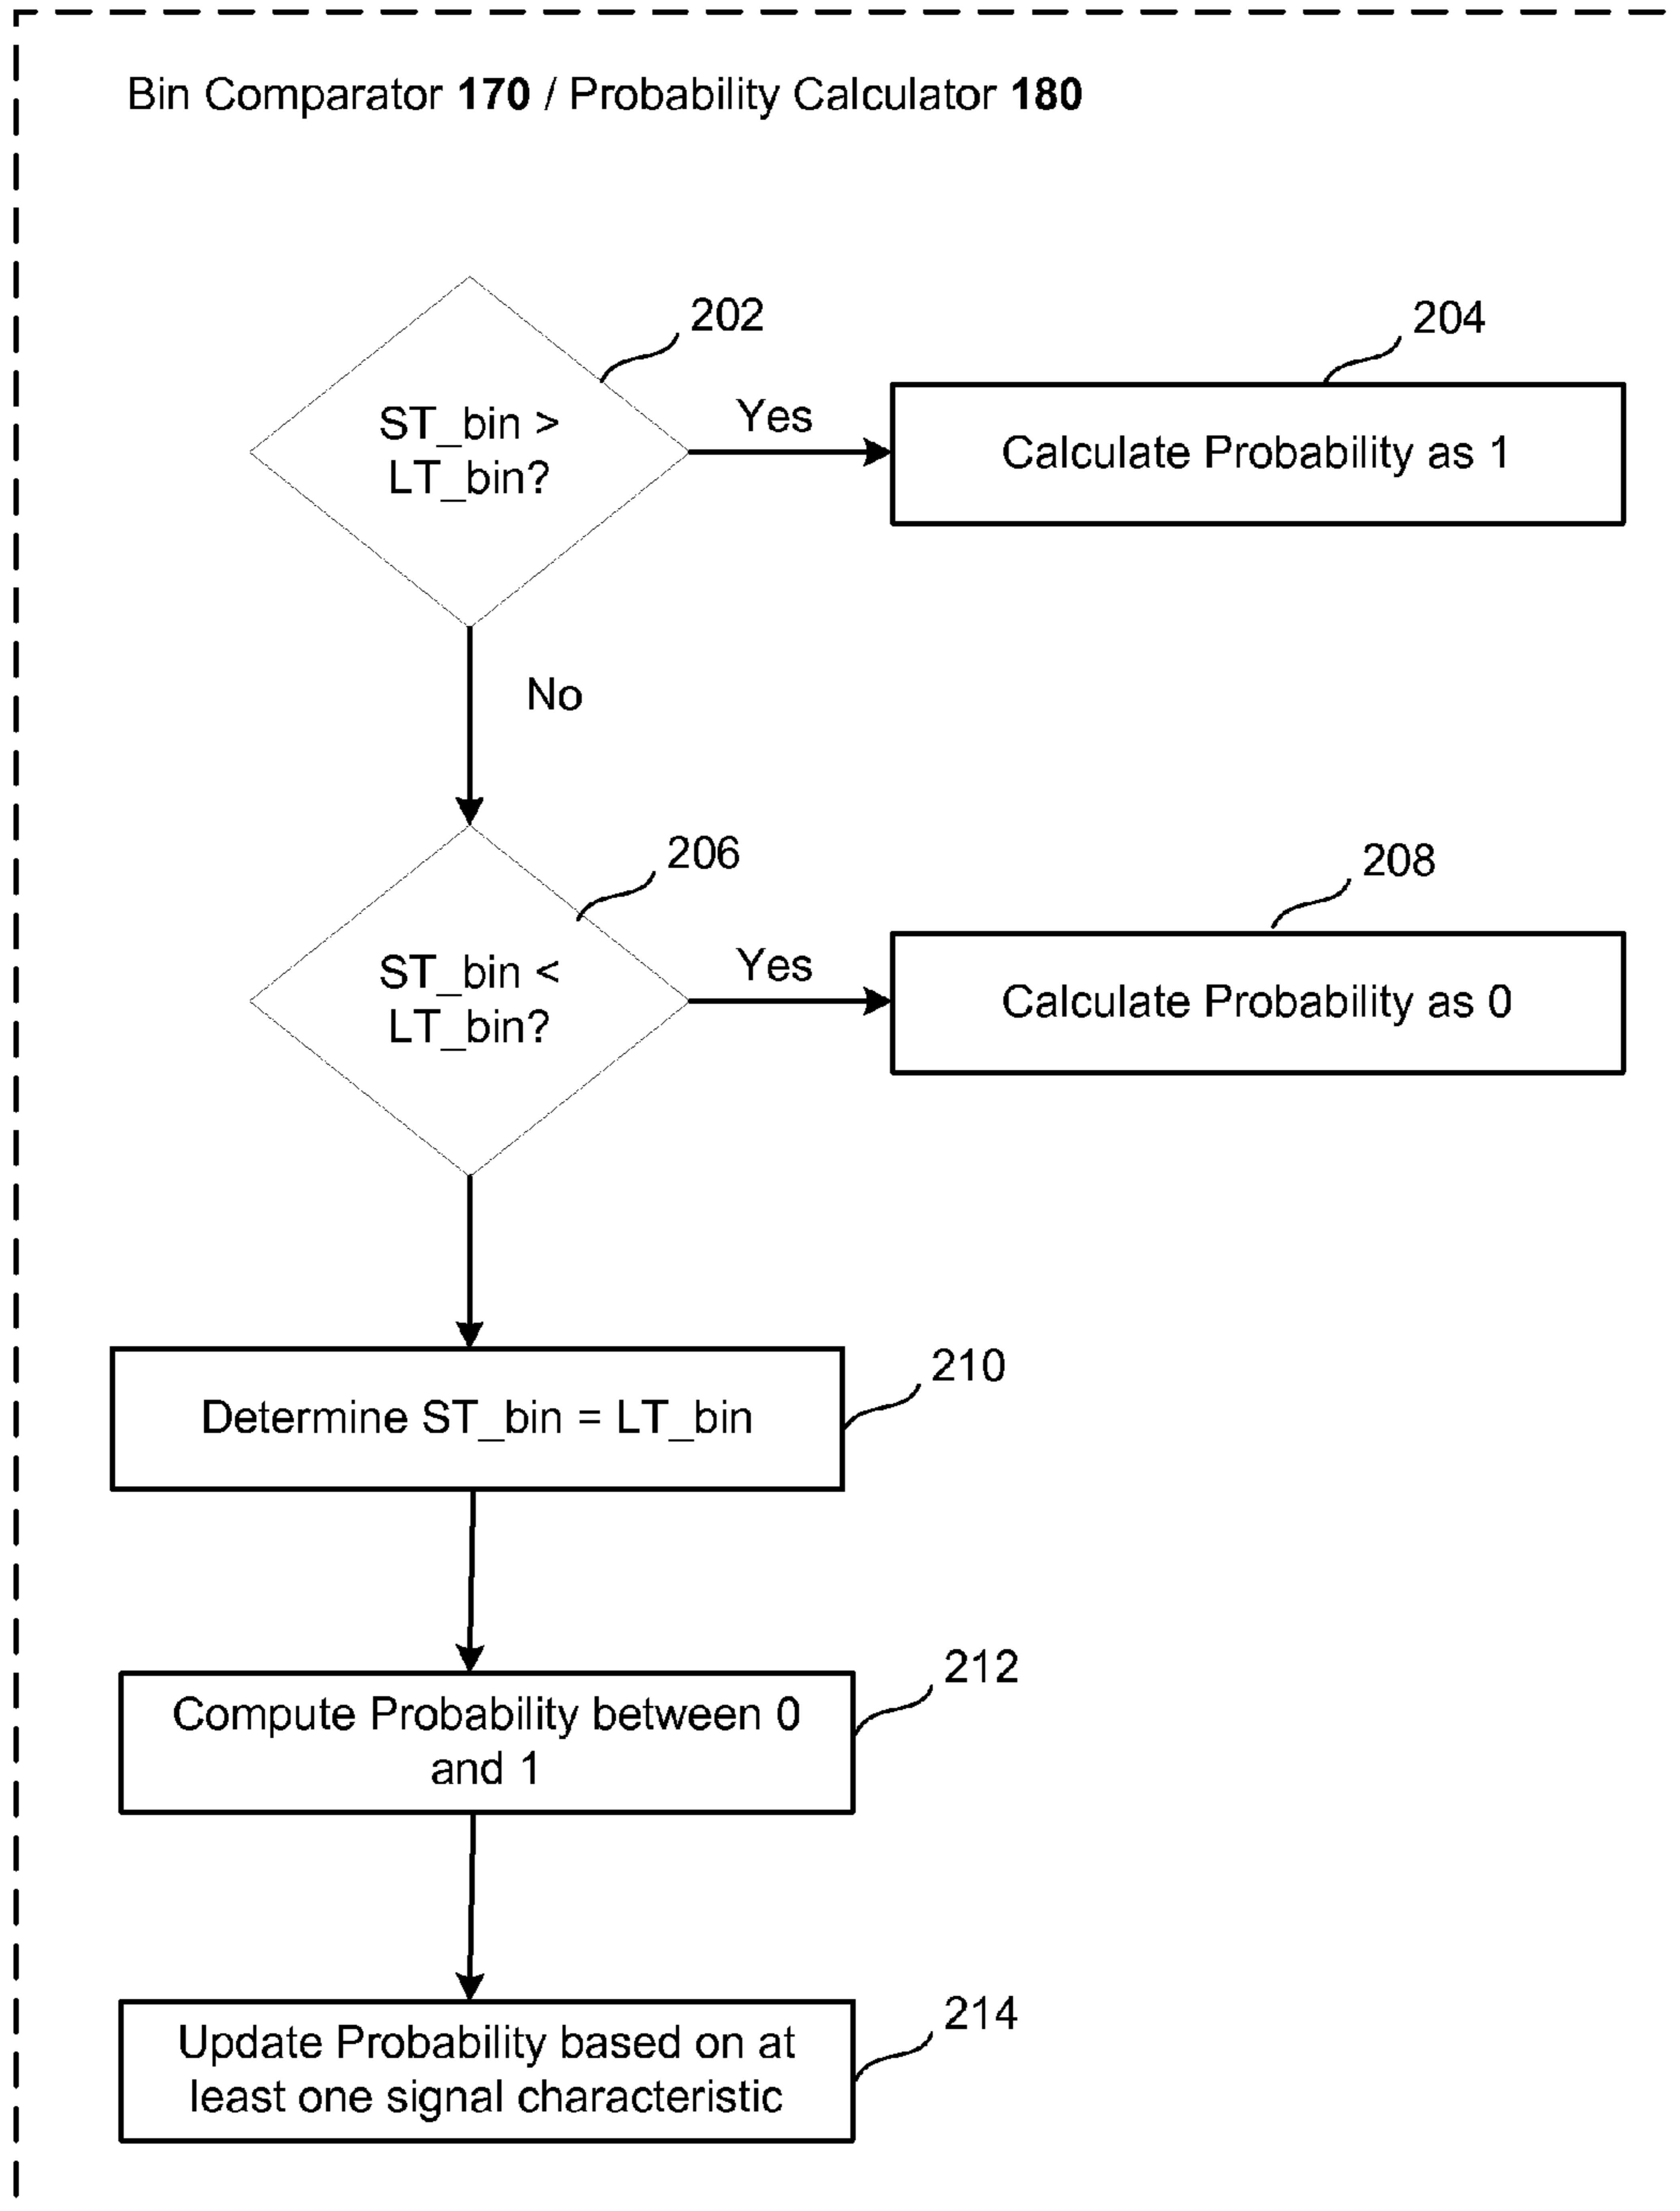 Bin Comparator 170 / Probability Calculator 180
202
204
ST_bin >
LT_bin?
Yes
Calculate Probability as 1
No
206
208
ST_bin <
LT_bin?
Yes
Calculate Probability as 0
210
Determine ST_bin = LT_bin
212
Compute Probability between 0
and 1
214
Update Probability based on at
least one signal characteristic